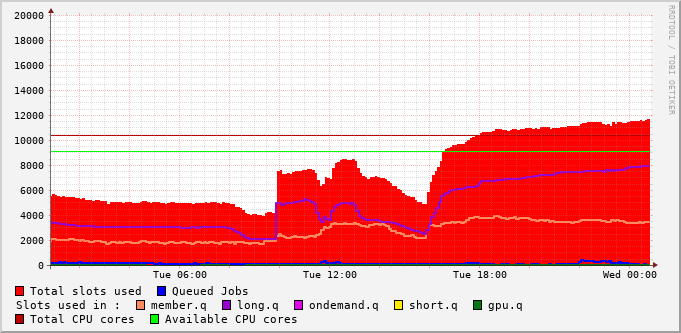 RRDTOOL / TOBI OETIKER
20000
18000
16000
14000
12000
10000
8000
6000
4000
2000
0
Tue 06:00 Tue 12:00 Tue 18:00 Wed 00:00
Total slots used Queued Jobs
Slots used in : member.q long.q ondemand.q short.q gpu.q
Total CPU cores Available CPU cores